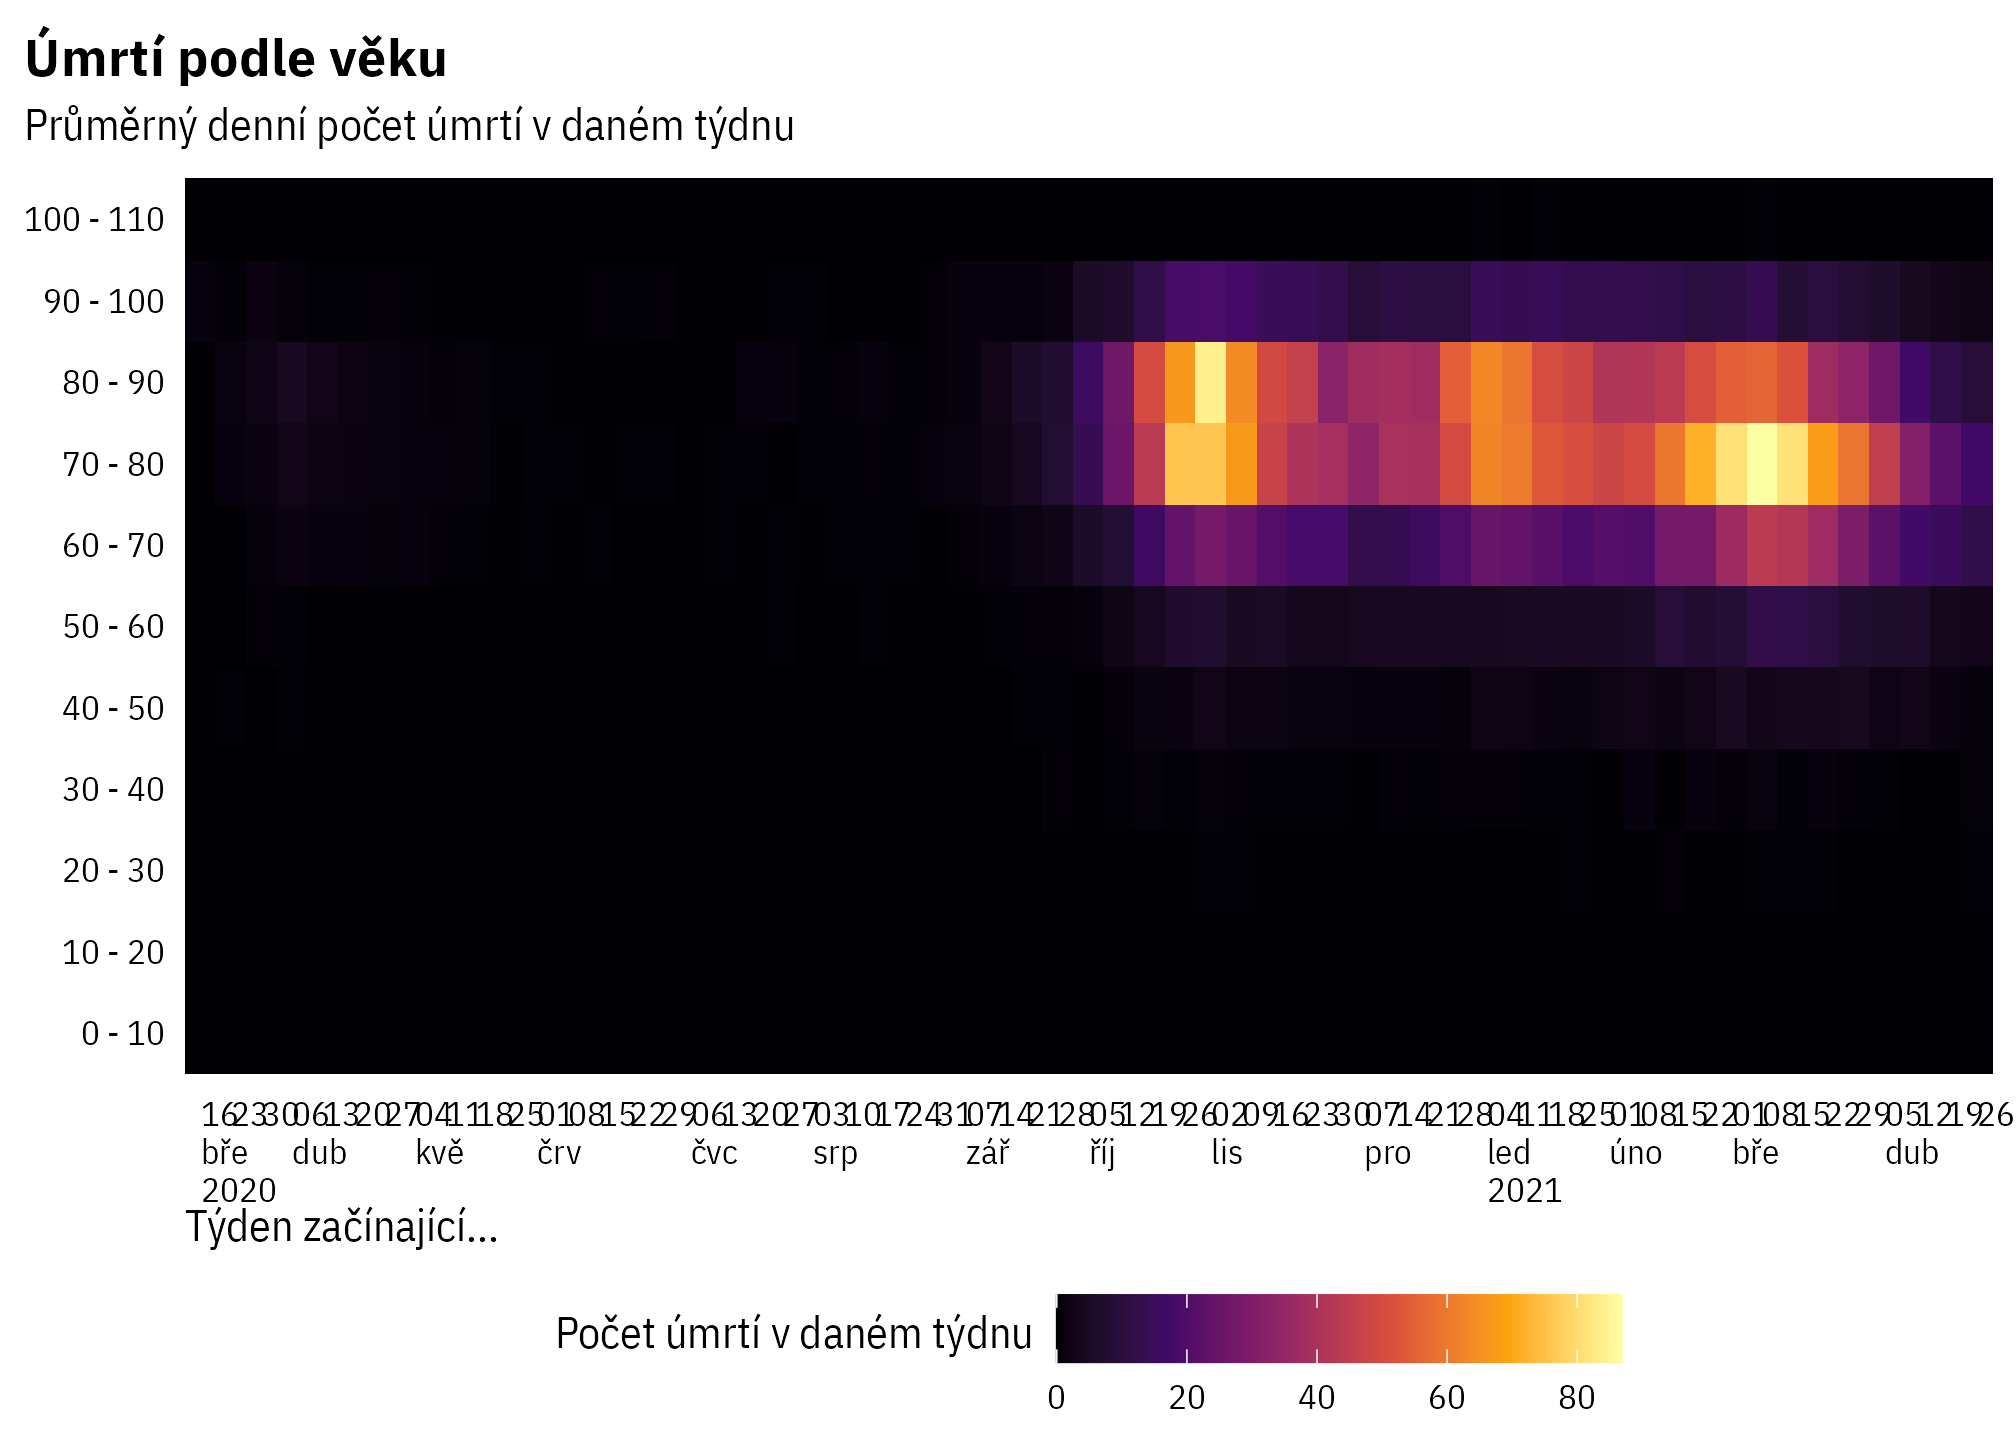 Úmrtí podle věku
Průměrný denní počet úmrtí v daném týdnu
100 - 110
90 - 100
80 - 90
70 - 80
60 - 70
50 - 60
40 - 50
30 - 40
20 - 30
10 - 20
0 - 10
16 23 30 06 13 20 27 04 11 18 25 01 08 15 22 29 06 13 20 27 03 10 17 24 31 07 14 21 28 05 12 19 26 02 09 16 23 30 07 14 21 28 04 11 18 25 01 08 15 22 01 08 15 22 29 05 12 19 26
bře dub kvě črv čvc srp zář říj lis pro led úno bře dub
2020 2021
Týden začínající...
Počet úmrtí v daném týdnu
0 20 40 60 80